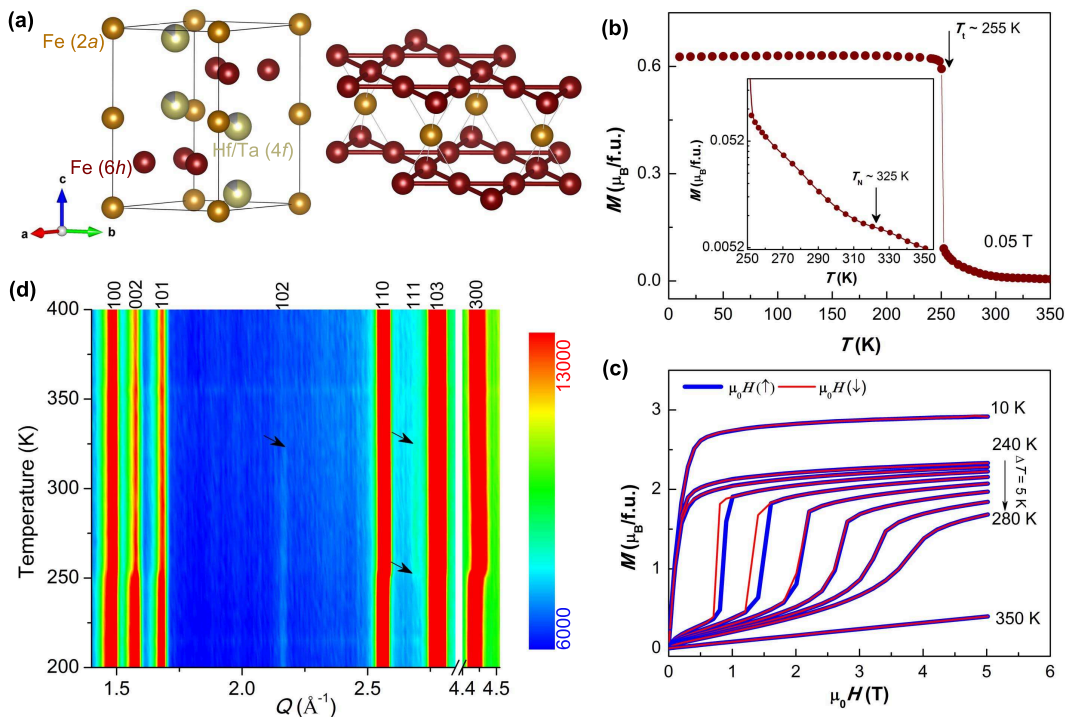 (a)
Fe (2a)
Hf/Ta (4f)
Fe (6h)
c
a
b
(b)
M (μB/f.u.)
0.6
0.3
0.0
Tt ~ 255 K
M (μB/f.u.)
0.052
0.0052
TN ~ 325 K
250 270 290 310 330 350
T (K)
0.05 T
0 50 100 150 200 250 300 350
T (K)
(d)
100
002
101
102
110
111
103
300
Temperature (K)
400
350
300
250
200
1.5 2.0 2.5 4.4 4.5
Q (Å-1)
13000
6000
(c)
μ0H (↑) μ0H (↓)
M (μB/f.u.)
3
2
1
0
10 K
240 K
ΔT = 5 K
280 K
350 K
0 1 2 3 4 5 6
μ0H (T)